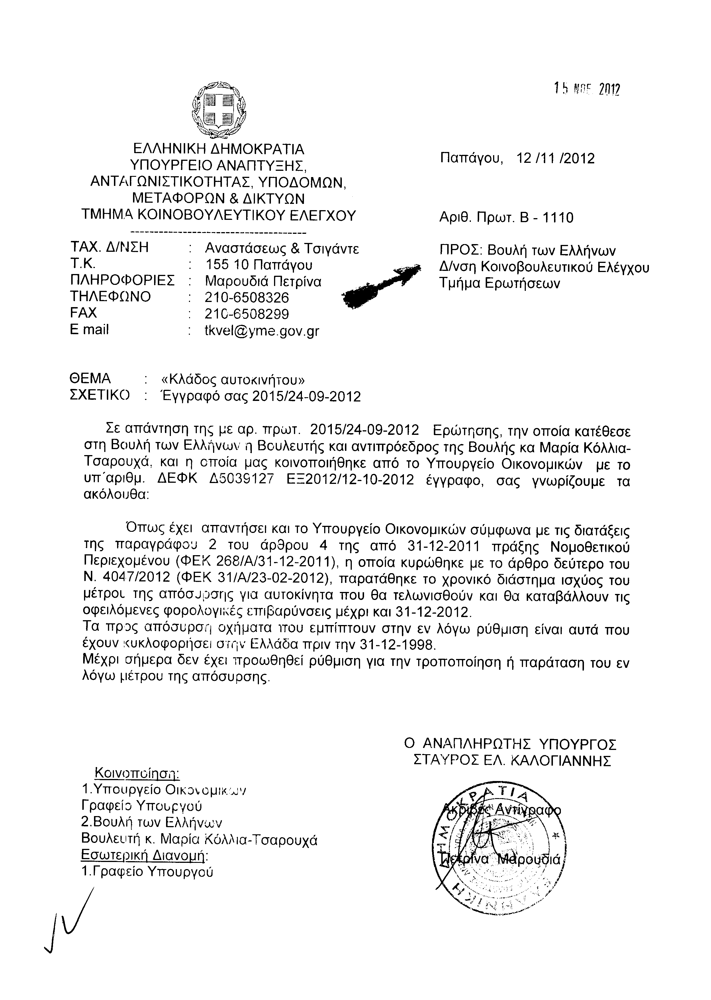 15 ΝΟΕ. 2012
ΕΛΛΗΝΙΚΗ ΔΗΜΟΚΡΑΤΙΑ
ΥΠΟΥΡΓΕΙΟ ΑΝΑΠΤΥΞΗΣ,
ΑΝΤΑΓΩΝΙΣΤΙΚΟΤΗΤΑΣ, ΥΠΟΔΟΜΩΝ,
ΜΕΤΑΦΟΡΩΝ & ΔΙΚΤΥΩΝ
ΤΜΗΜΑ ΚΟΙΝΟΒΟΥΛΕΥΤΙΚΟΥ ΕΛΕΓΧΟΥ
-------------------------------------
Παπάγου, 12 /11 /2012
Αριθ. Πρωτ. Β - 1110
ΤΑΧ. Δ/ΝΣΗ : Αναστάσεως & Τσιγάντε
Τ.Κ. : 155 10 Παπάγου
ΠΛΗΡΟΦΟΡΙΕΣ : Μαρουδιά Πετρίνα
ΤΗΛΕΦΩΝΟ : 210-6508326
FAX : 210-6508299
E mail : tkvel@yme.gov.gr
ΠΡΟΣ: Βουλή των Ελλήνων
Δ/νση Κοινοβουλευτικού Ελέγχου
Τμήμα Ερωτήσεων
ΘΕΜΑ : «Κλάδος αυτοκινήτου»
ΣΧΕΤΙΚΟ : Έγγραφό σας 2015/24-09-2012
Σε απάντηση της με αρ. πρωτ. 2015/24-09-2012 Ερώτησης, την οποία κατέθεσε
στη Βουλή των Ελλήνων η Βουλευτής και αντιπρόεδρος της Βουλής κα Μαρία Κόλλια-
Τσαρουχά, και η οποία μας κοινοποιήθηκε από το Υπουργείο Οικονομικών με το
υπ΄αριθμ. ΔΕΦΚ Δ5039127 ΕΞ2012/12-10-2012 έγγραφο, σας γνωρίζουμε τα
ακόλουθα:
Όπως έχει απαντήσει και το Υπουργείο Οικονομικών σύμφωνα με τις διατάξεις
της παραγράφου 2 του άρθρου 4 της από 31-12-2011 πράξης Νομοθετικού
Περιεχομένου (ΦΕΚ 268/Α/31-12-2011), η οποία κυρώθηκε με το άρθρο δεύτερο του
Ν. 4047/2012 (ΦΕΚ 31/Α/23-02-2012), παρατάθηκε το χρονικό διάστημα ισχύος του
μέτρου της απόσυρσης για αυτοκίνητα που θα τελωνισθούν και θα καταβάλλουν τις
οφειλόμενες φορολογικές επιβαρύνσεις μέχρι και 31-12-2012.
Τα προς απόσυρση οχήματα που εμπίπτουν στην εν λόγω ρύθμιση είναι αυτά που
έχουν κυκλοφορήσει στην Ελλάδα πριν την 31-12-1998.
Μέχρι σήμερα δεν έχει προωθηθεί ρύθμιση για την τροποποίηση ή παράταση του εν
λόγω μέτρου της απόσυρσης.
Ο ΑΝΑΠΛΗΡΩΤΗΣ ΥΠΟΥΡΓΟΣ
ΣΤΑΥΡΟΣ ΕΛ. ΚΑΛΟΓΙΑΝΝΗΣ
Κοινοποίηση:
1.Υπουργείο Οικονομικών
Γραφείο Υπουργού
2.Βουλή των Ελλήνων
Βουλευτή κ. Μαρία Κόλλια-Τσαρουχά
Εσωτερική Διανομή:
1.Γραφείο Υπουργού
Ακριβές Αντίγραφο
Πετρίνα Μαρουδιά
ΕΛΛΗΝΙΚΗ ΔΗΜΟΚΡΑΤΙΑ